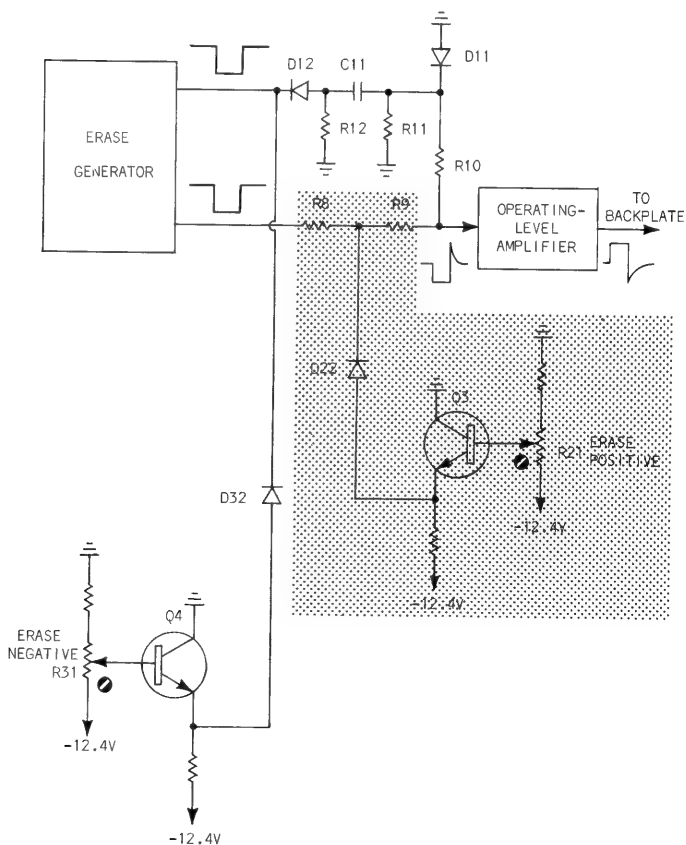 D12
C11
D11
R12
R11
R10
ERASE
GENERATOR
R8
R9
OPERATING-
LEVEL
AMPLIFIER
TO
BACKPLATE
D22
Q3
R21
ERASE
POSITIVE
-12.4V
-12.4V
D32
Q4
ERASE
NEGATIVE
R31
-12.4V
-12.4V